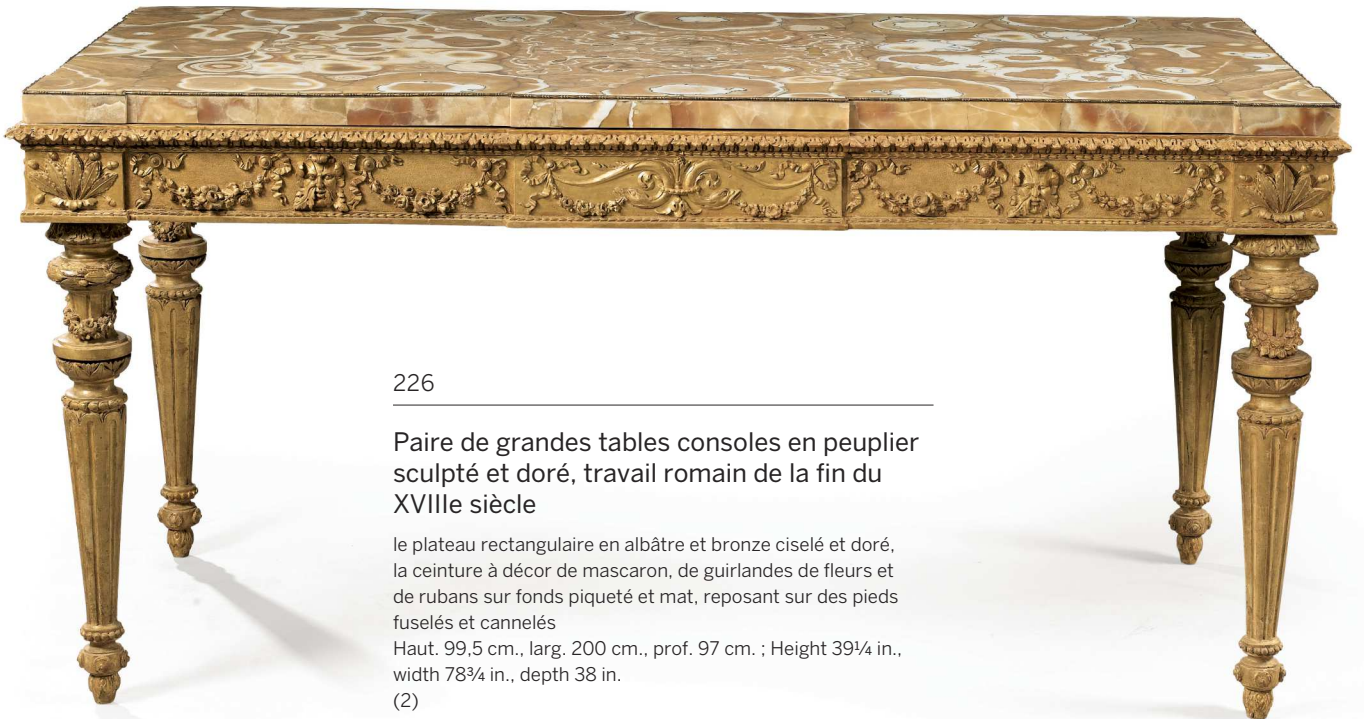 226
Paire de grandes tables consoles en peuplier
sculpté et doré, travail romain de la fin du
XVIIIe siècle
le plateau rectangulaire en albâtre et bronze ciselé et doré,
la ceinture à décor de mascaron, de guirlandes de fleurs et
de rubans sur fonds piqueté et mat, reposant sur des pieds
fuselés et cannelés
Haut. 99,5 cm., larg. 200 cm., prof. 97 cm. ; Height 39¼ in.,
width 78¾ in., depth 38 in.
(2)